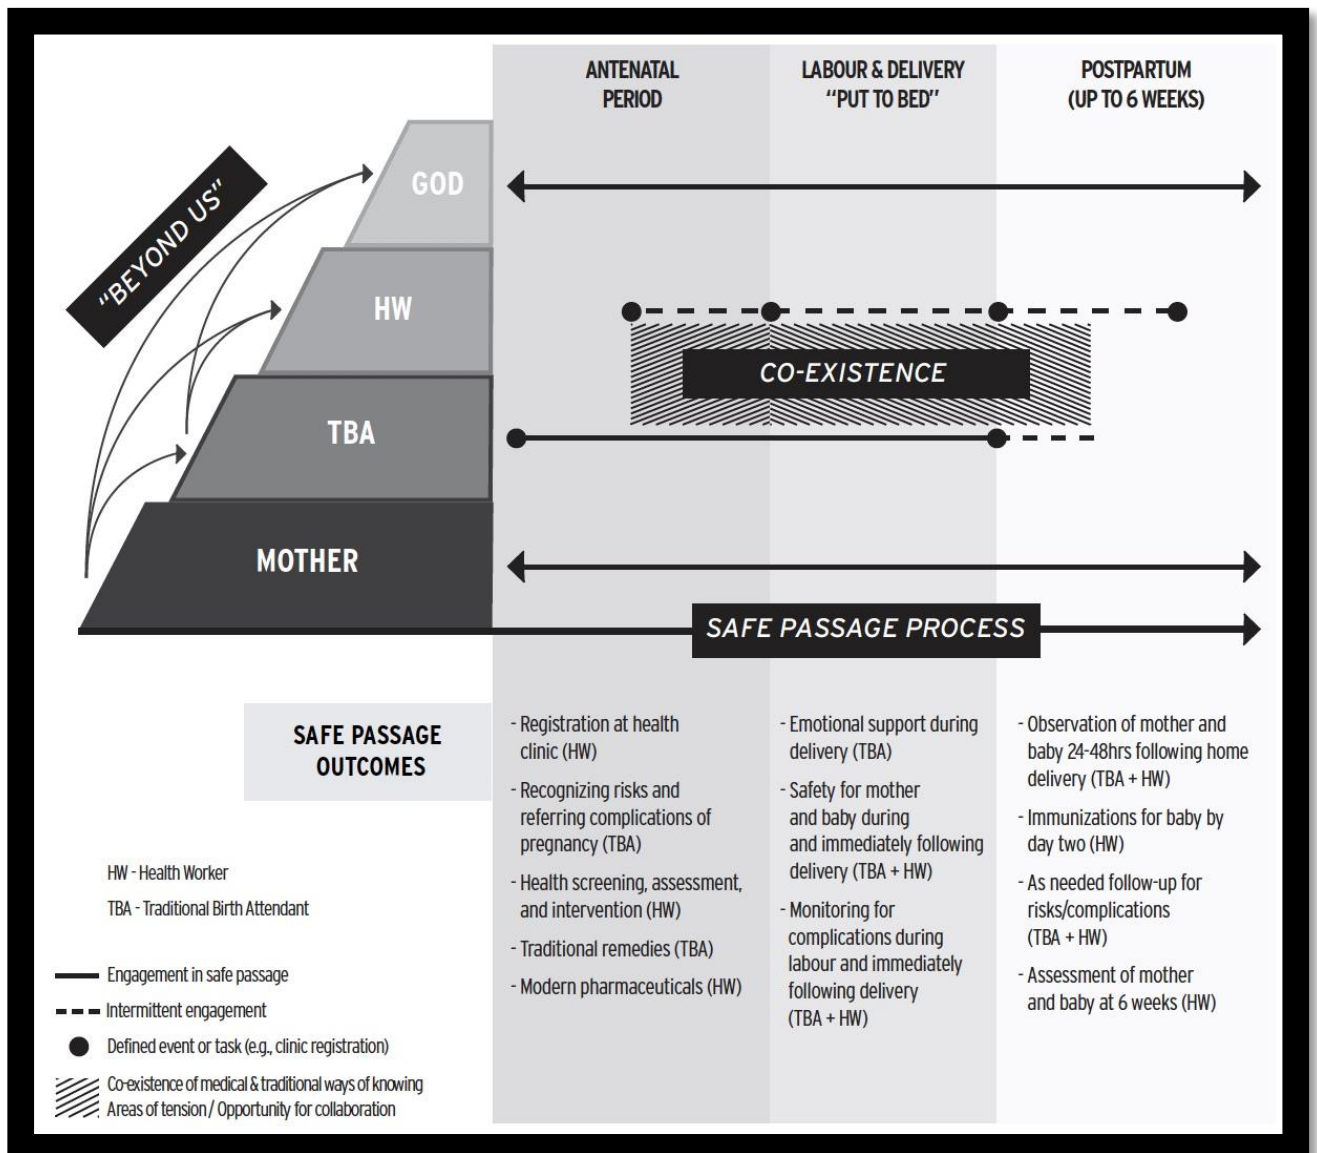 ANTENATAL
PERIOD
LABOUR & DELIVERY
“PUT TO BED”
POSTPARTUM
(UP TO 6 WEEKS)
“BEYOND US”
GOD
HW
TBA
MOTHER
CO-EXISTENCE
SAFE PASSAGE PROCESS
SAFE PASSAGE
OUTCOMES
- Registration at health
clinic (HW)
- Recognizing risks and
referring complications of
pregnancy (TBA)
- Health screening, assessment,
and intervention (HW)
- Traditional remedies (TBA)
- Modern pharmaceuticals (HW)
- Emotional support during
delivery (TBA)
- Safety for mother
and baby during
and immediately following
delivery (TBA + HW)
- Monitoring for
complications during
labour and immediately
following delivery
(TBA + HW)
- Observation of mother and
baby 24-48hrs following home
delivery (TBA + HW)
- Immunizations for baby by
day two (HW)
- As needed follow-up for
risks/complications
(TBA + HW)
- Assessment of mother
and baby at 6 weeks (HW)
HW - Health Worker
TBA - Traditional Birth Attendant
Engagement in safe passage
Intermittent engagement
Defined event or task (e.g., clinic registration)
Co-existence of medical & traditional ways of knowing
Areas of tension / Opportunity for collaboration